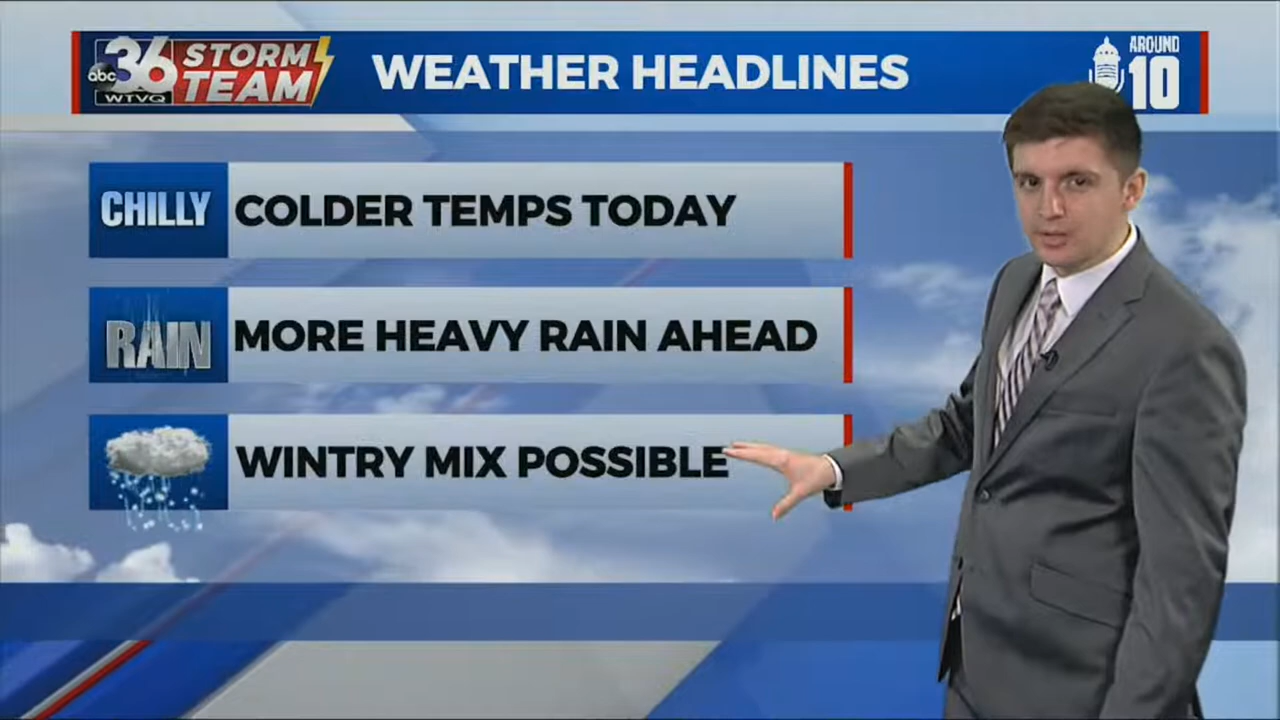 abc 36 STORM
WTVQ TEAM
WEATHER HEADLINES
AROUND
10
CHILLY COLDER TEMPS TODAY
RAIN MORE HEAVY RAIN AHEAD
WINTRY MIX POSSIBLE